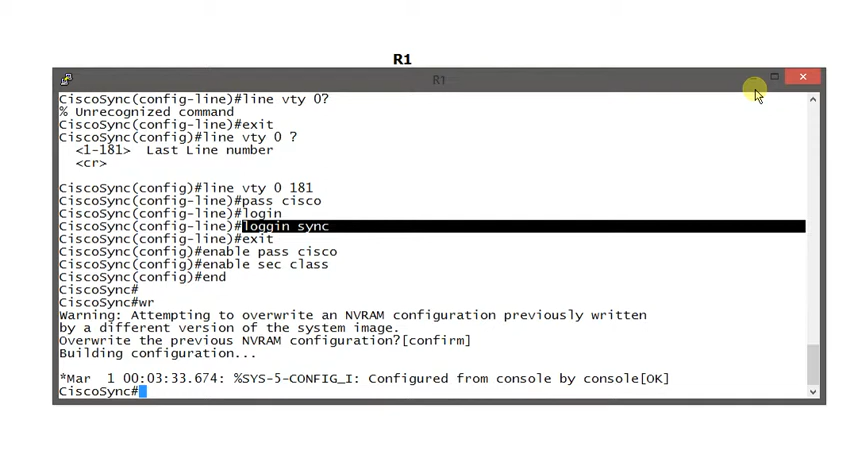 R1
R1
CiscoSync(config-line)#line vty 0?
% Unrecognized command
CiscoSync(config-line)#exit
CiscoSync(config)#line vty 0 ?
<1-181>  Last Line number
<cr>
CiscoSync(config)#line vty 0 181
CiscoSync(config-line)#pass cisco
CiscoSync(config-line)#login
CiscoSync(config-line)#loggin sync
CiscoSync(config-line)#exit
CiscoSync(config)#enable pass cisco
CiscoSync(config)#enable sec class
CiscoSync(config)#end
CiscoSync#
CiscoSync#wr
Warning: Attempting to overwrite an NVRAM configuration previously written
by a different version of the system image.
Overwrite the previous NVRAM configuration?[confirm]
Building configuration...
*Mar  1 00:03:33.674: %SYS-5-CONFIG_I: Configured from console by console[OK]
CiscoSync#